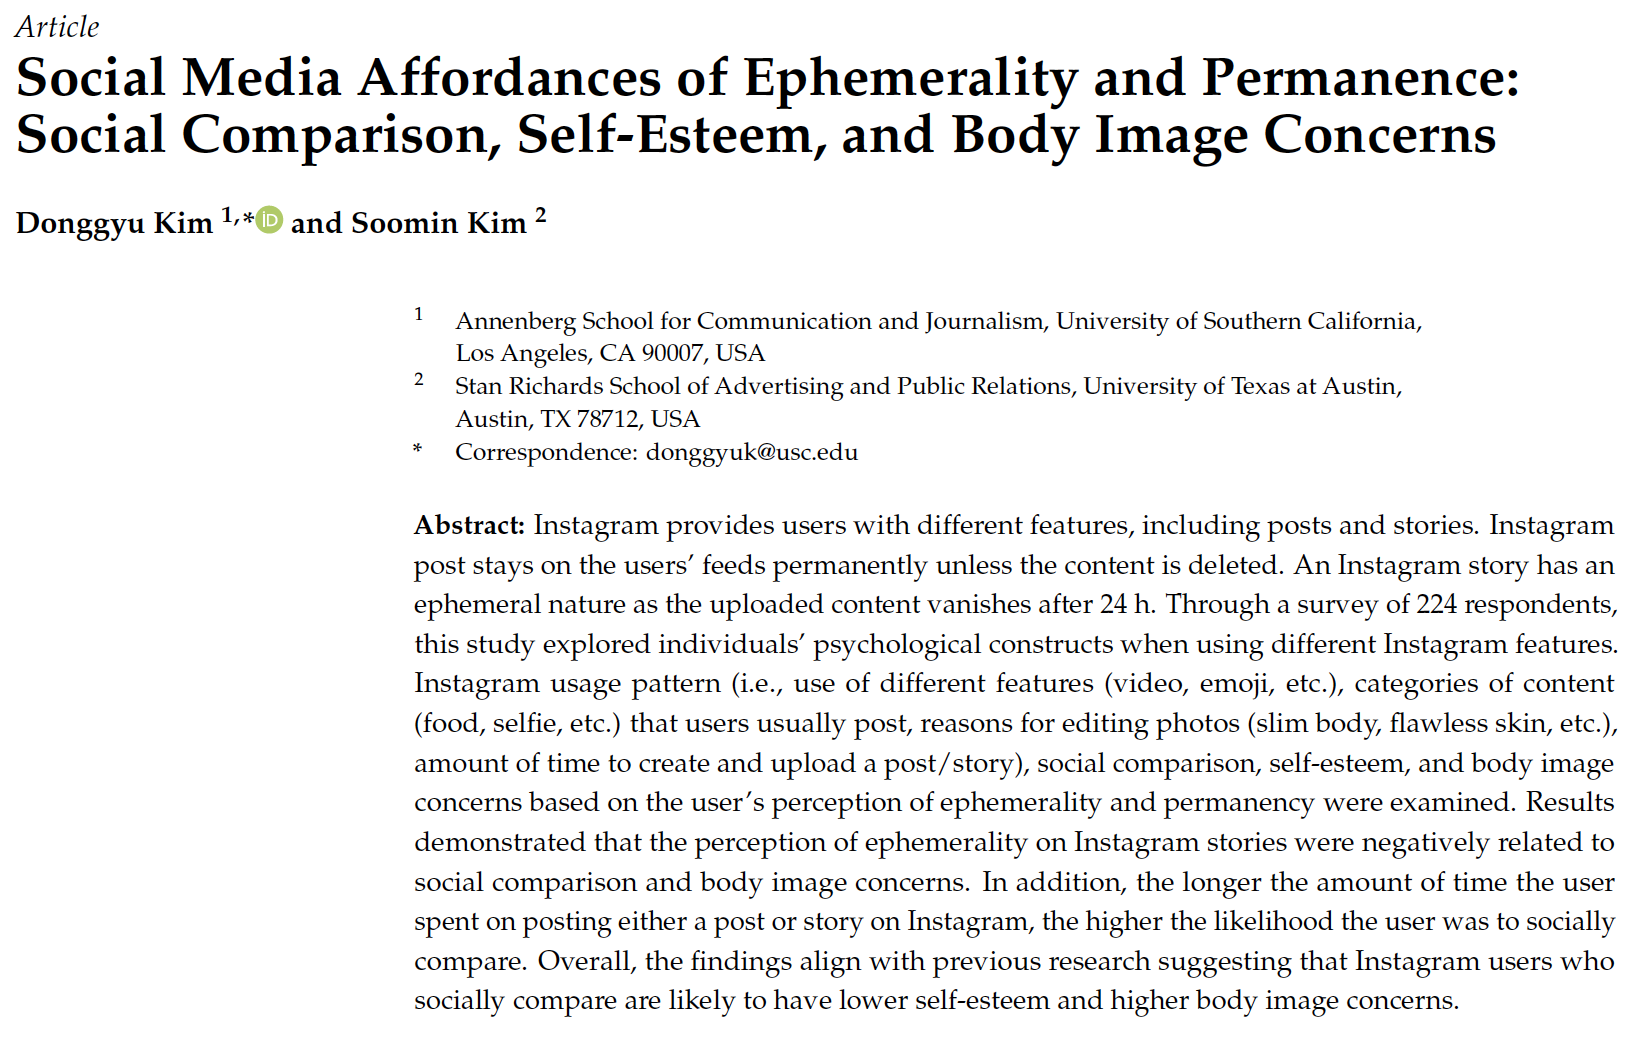 Article
Social Media Affordances of Ephemerality and Permanence:
Social Comparison, Self-Esteem, and Body Image Concerns
Donggyu Kim 1,* iD and Soomin Kim 2
1 Annenberg School for Communication and Journalism, University of Southern California,
Los Angeles, CA 90007, USA
2 Stan Richards School of Advertising and Public Relations, University of Texas at Austin,
Austin, TX 78712, USA
* Correspondence: donggyuk@usc.edu
Abstract: Instagram provides users with different features, including posts and stories. Instagram
post stays on the users’ feeds permanently unless the content is deleted. An Instagram story has an
ephemeral nature as the uploaded content vanishes after 24 h. Through a survey of 224 respondents,
this study explored individuals’ psychological constructs when using different Instagram features.
Instagram usage pattern (i.e., use of different features (video, emoji, etc.), categories of content
(food, selfie, etc.) that users usually post, reasons for editing photos (slim body, flawless skin, etc.),
amount of time to create and upload a post/story), social comparison, self-esteem, and body image
concerns based on the user’s perception of ephemerality and permanency were examined. Results
demonstrated that the perception of ephemerality on Instagram stories were negatively related to
social comparison and body image concerns. In addition, the longer the amount of time the user
spent on posting either a post or story on Instagram, the higher the likelihood the user was to socially
compare. Overall, the findings align with previous research suggesting that Instagram users who
socially compare are likely to have lower self-esteem and higher body image concerns.